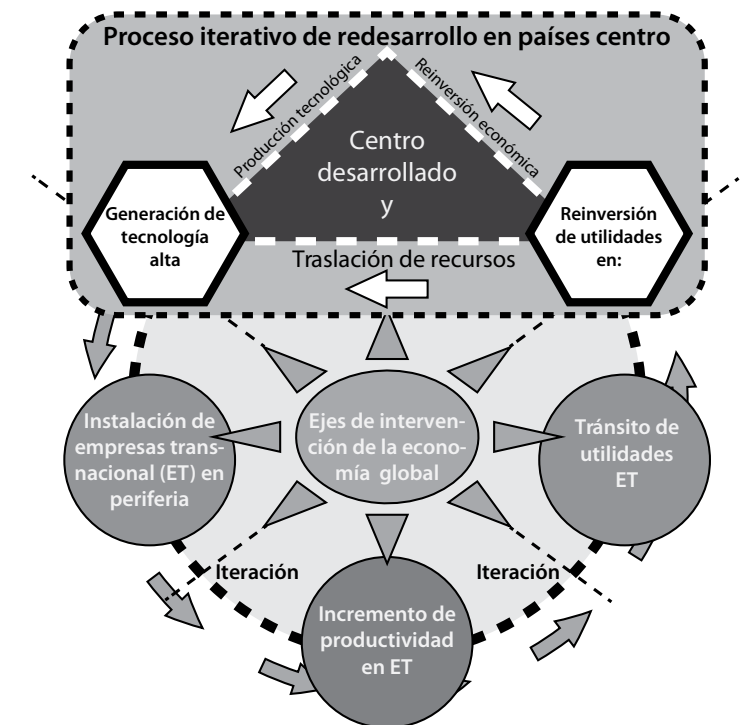 Proceso iterativo de redesarrollo en países centro
Producción tecnológica
Reinversión económica
Centro
desarrollado
y
Generación de
tecnología
alta
Reinversión
de utilidades
en:
Traslación de recursos
Instalación de
empresas trans-
nacional (ET) en
periferia
Ejes de interven-
ción de la econo-
mía global
Tránsito de
utilidades
ET
Iteración
Iteración
Incremento de
productividad
en ET